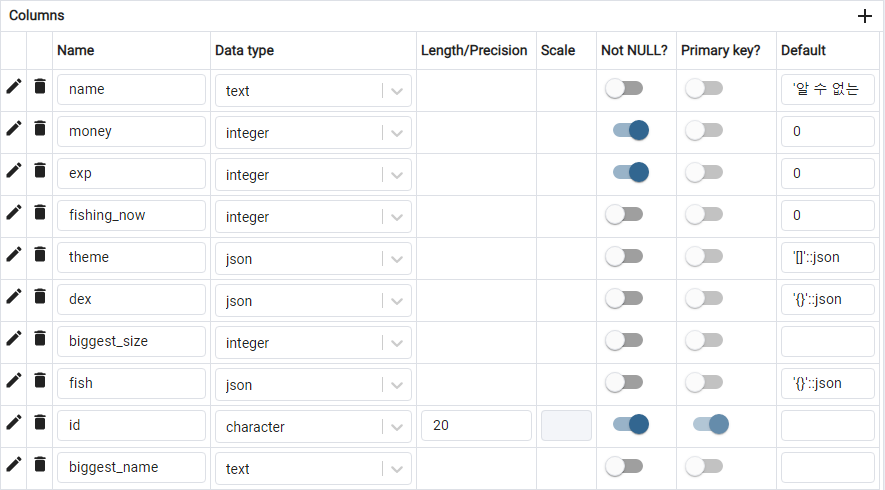 Columns
Name Data type Length/Precision Scale Not NULL? Primary key? Default
name text '알 수 없는
money integer 0
exp integer 0
fishing_now integer 0
theme json '[]'::json
dex json '{}'::json
biggest_size integer
fish json '{}'::json
id character 20
biggest_name text